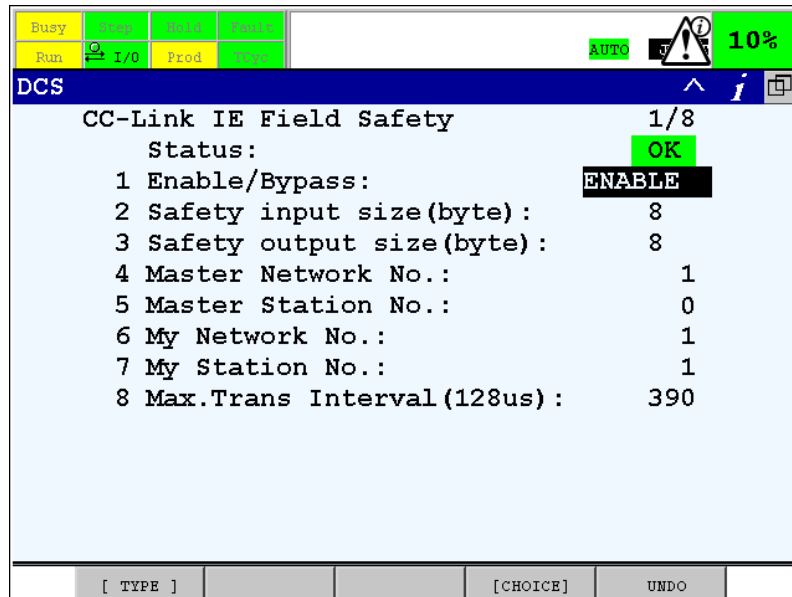 Busy Step Hold Fault
Run I/O Prod TCyc
AUTO
10%
DCS
CC-Link IE Field Safety 1/8
Status: OK
1 Enable/Bypass: ENABLE
2 Safety input size(byte): 8
3 Safety output size(byte): 8
4 Master Network No.: 1
5 Master Station No.: 0
6 My Network No.: 1
7 My Station No.: 1
8 Max.Trans Interval(128us): 390
[ TYPE ] [CHOICE] UNDO